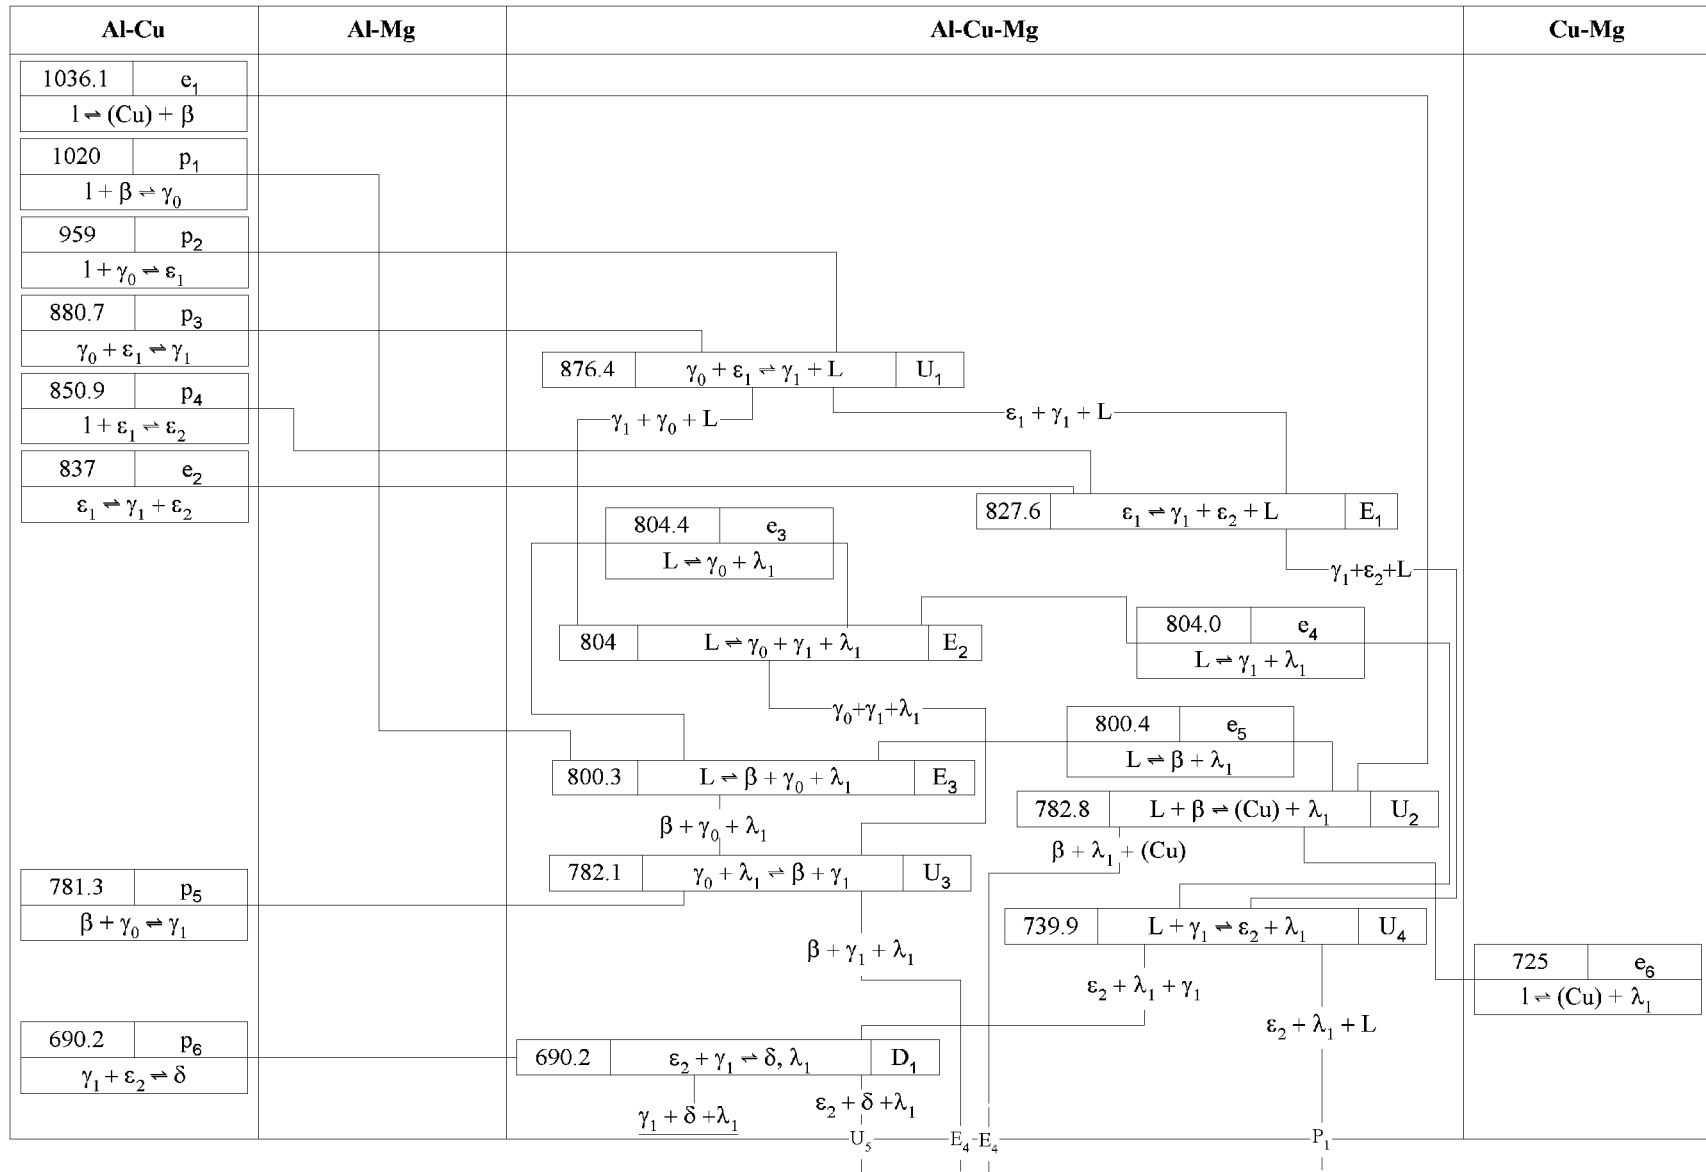 Al-Cu
Al-Mg
Al-Cu-Mg
Cu-Mg
1036.1 e₁
l ⇌ (Cu) + β
1020 p₁
l + β ⇌ γ₀
959 p₂
l + γ₀ ⇌ ε₁
880.7 p₃
γ₀ + ε₁ ⇌ γ₁
876.4 γ₀ + ε₁ ⇌ γ₁ + L U₁
850.9 p₄
l + ε₁ ⇌ ε₂
γ₁ + γ₀ + L
ε₁ + γ₁ + L
837 e₂
ε₁ ⇌ γ₁ + ε₂
827.6 ε₁ ⇌ γ₁ + ε₂ + L E₁
804.4 e₃
L ⇌ γ₀ + λ₁
γ₁+ε₂+L
804 L ⇌ γ₀ + γ₁ + λ₁ E₂
804.0 e₄
L ⇌ γ₁ + λ₁
γ₀+γ₁+λ₁
800.4 e₅
L ⇌ β + λ₁
800.3 L ⇌ β + γ₀ + λ₁ E₃
782.8 L + β ⇌ (Cu) + λ₁ U₂
β + γ₀ + λ₁
β + λ₁ + (Cu)
782.1 γ₀ + λ₁ ⇌ β + γ₁ U₃
781.3 p₅
β + γ₀ ⇌ γ₁
739.9 L + γ₁ ⇌ ε₂ + λ₁ U₄
β + γ₁ + λ₁
725 e₆
l ⇌ (Cu) + λ₁
ε₂ + λ₁ + γ₁
ε₂ + λ₁ + L
690.2 p₆
γ₁ + ε₂ ⇌ δ
690.2 ε₂ + γ₁ ⇌ δ, λ₁ D₁
γ₁ + δ +λ₁
ε₂ + δ +λ₁
U₅
E₄
E₄
P₁